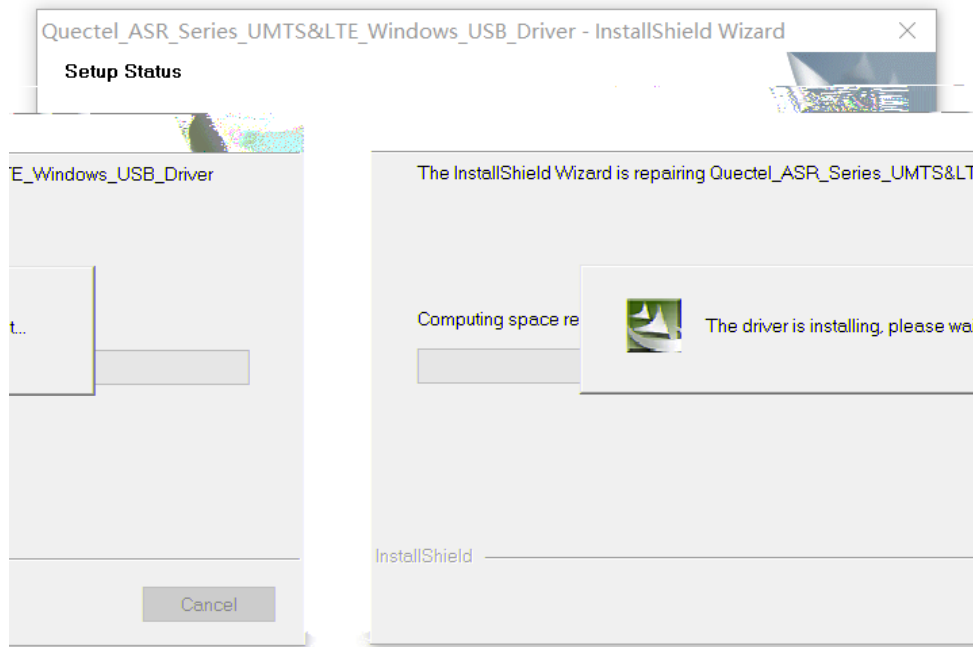 Quectel_ASR_Series_UMTS&LTE_Windows_USB_Driver - InstallShield Wizard
Setup Status
E_Windows_USB_Driver
The InstallShield Wizard is repairing Quectel_ASR_Series_UMTS&LT
t...
Computing space re
The driver is installing, please wa
InstallShield
Cancel